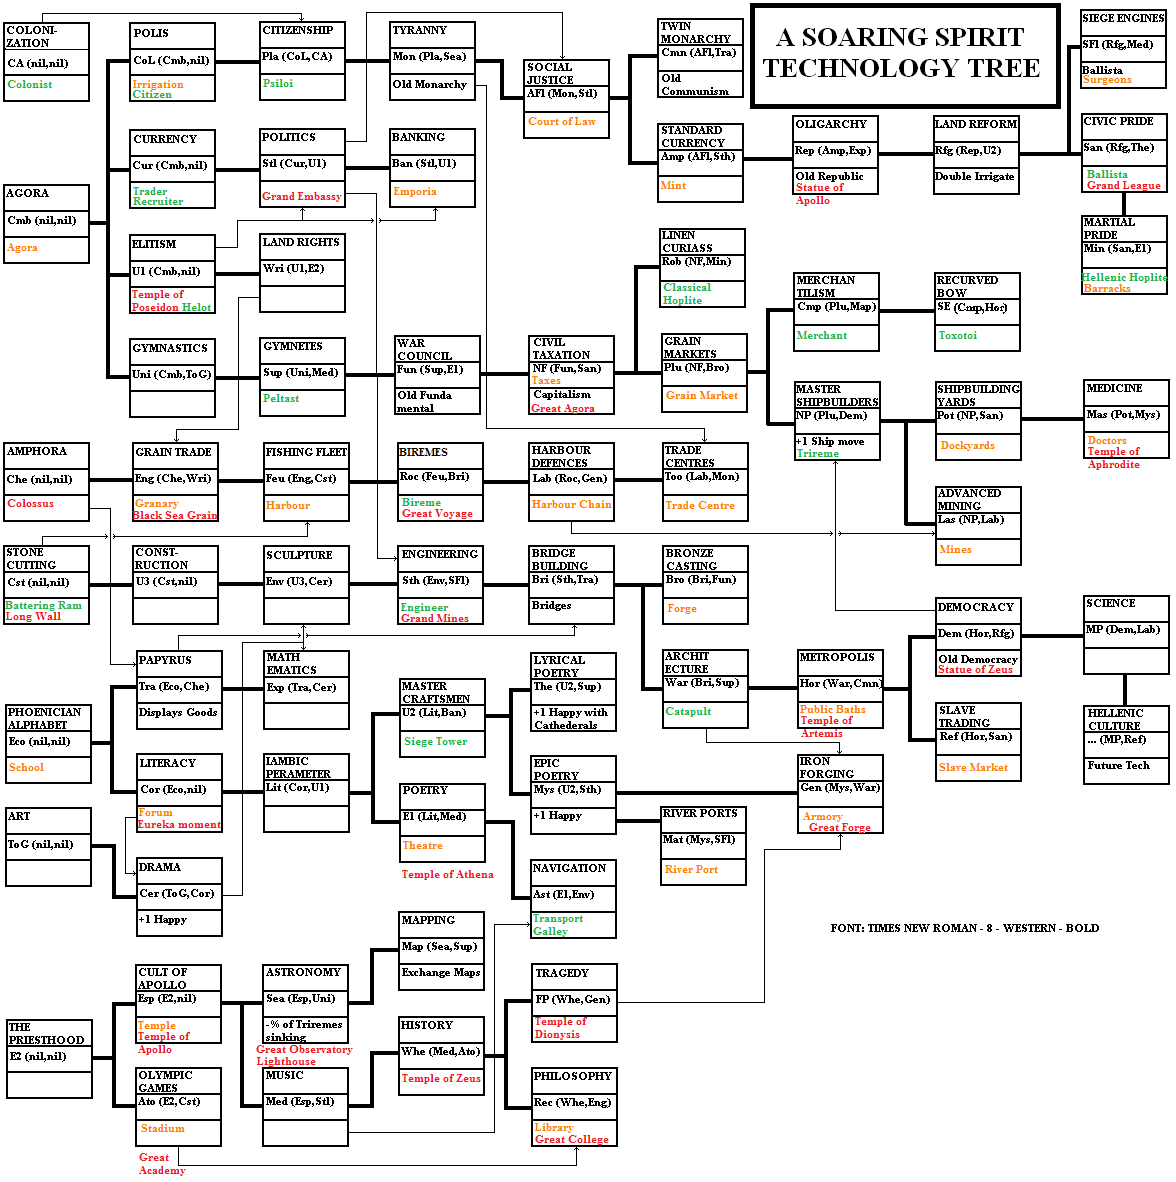 A SOARING SPIRIT
TECHNOLOGY TREE
COLONI-
ZATION
CA (nil,nil)
Colonist
POLIS
CoL (Cmb,nil)
Irrigation
Citizen
CITIZENSHIP
Pla (CoL,CA)
Psiloi
TYRANNY
Mon (Pla,Sea)
Old Monarchy
SOCIAL
JUSTICE
AFl (Mon,Stl)
Court of Law
TWIN
MONARCHY
Cmn (AFl,Tra)
Old
Communism
SIEGE ENGINES
SFl (Rfg,Med)
Ballista
Surgeons
CURRENCY
Cur (Cmb,nil)
Trader
Recruiter
POLITICS
Stl (Cur,U1)
Grand Embassy
BANKING
Ban (Stl,U1)
Emporia
STANDARD
CURRENCY
Amp (AFl,Sth)
Mint
OLIGARCHY
Rep (Amp,Exp)
Old Republic
Statue of
Apollo
LAND REFORM
Rfg (Rep,U2)
Double Irrigate
CIVIC PRIDE
San (Rfg,The)
Ballista
Grand League
AGORA
Cmb (nil,nil)
Agora
ELITISM
U1 (Cmb,nil)
Temple of
Poseidon Helot
LAND RIGHTS
Wri (U1,E2)
LINEN
CURIASS
Rob (NF,Min)
Classical
Hoplite
MARTIAL
PRIDE
Min (San,E1)
Hellenic Hoplite
Barracks
MERCHAN
TILISM
Cmp (Plu,Map)
Merchant
RECURVED
BOW
SE (Cmp,Hor)
Toxotoi
GYMNASTICS
Uni (Cmb,ToG)
GYMNETES
Sup (Uni,Med)
Peltast
WAR
COUNCIL
Fun (Sup,E1)
Old Funda
mental
CIVIL
TAXATION
NF (Fun,San)
Taxes
Capitalism
Great Agora
GRAIN
MARKETS
Plu (NF,Bro)
Grain Market
MASTER
SHIPBUILDERS
NP (Plu,Dem)
+1 Ship move
Trireme
SHIPBUILDING
YARDS
Pot (NP,San)
Dockyards
MEDICINE
Mas (Pot,Mys)
Doctors
Temple of
Aphrodite
AMPHORA
Che (nil,nil)
Colossus
GRAIN TRADE
Eng (Che,Wri)
Granary
Black Sea Grain
FISHING FLEET
Feu (Eng,Cst)
Harbour
BIREMES
Roc (Feu,Bri)
Bireme
Great Voyage
HARBOUR
DEFENCES
Lab (Roc,Gen)
Harbour Chain
TRADE
CENTRES
Too (Lab,Mon)
Trade Centre
ADVANCED
MINING
Las (NP,Lab)
Mines
STONE
CUTTING
Cst (nil,nil)
Battering Ram
Long Wall
CONST-
RUCTION
U3 (Cst,nil)
SCULPTURE
Env (U3,Cer)
ENGINEERING
Sth (Env,SFl)
Engineer
Grand Mines
BRIDGE
BUILDING
Bri (Sth,Tra)
Bridges
BRONZE
CASTING
Bro (Bri,Fun)
Forge
DEMOCRACY
Dem (Hor,Rfg)
Old Democracy
Statue of Zeus
SCIENCE
MP (Dem,Lab)
PAPYRUS
Tra (Eco,Che)
Displays Goods
MATH
EMATICS
Exp (Tra,Cer)
MASTER
CRAFTSMEN
U2 (Lit,Ban)
Siege Tower
LYRICAL
POETRY
The (U2,Sup)
+1 Happy with
Cathederals
ARCHIT
ECTURE
War (Bri,Sup)
Catapult
METROPOLIS
Hor (War,Cmn)
Public Baths
Temple of
Artemis
SLAVE
TRADING
Ref (Hor,San)
Slave Market
HELLENIC
CULTURE
... (MP,Ref)
Future Tech
PHOENICIAN
ALPHABET
Eco (nil,nil)
School
LITERACY
Cor (Eco,nil)
Forum
Eureka moment
IAMBIC
PERAMETER
Lit (Cor,U1)
POETRY
E1 (Lit,Med)
Theatre
Temple of Athena
EPIC
POETRY
Mys (U2,Sth)
+1 Happy
IRON
FORGING
Gen (Mys,War)
Armory
Great Forge
RIVER PORTS
Mat (Mys,SFl)
River Port
ART
ToG (nil,nil)
DRAMA
Cer (ToG,Cor)
+1 Happy
NAVIGATION
Ast (E1,Env)
Transport
Galley
MAPPING
Map (Sea,Sup)
Exchange Maps
FONT: TIMES NEW ROMAN - 8 - WESTERN - BOLD
CULT OF
APOLLO
Esp (E2,nil)
Temple
Temple of
Apollo
ASTRONOMY
Sea (Esp,Uni)
-% of Triremes
sinking
Great Observatory
Lighthouse
TRAGEDY
FP (Whe,Gen)
Temple of
Dionysis
THE
PRIESTHOOD
E2 (nil,nil)
HISTORY
Whe (Med,Ato)
Temple of Zeus
OLYMPIC
GAMES
Ato (E2,Cst)
Stadium
Great
Academy
MUSIC
Med (Esp,Stl)
PHILOSOPHY
Rec (Whe,Eng)
Library
Great College